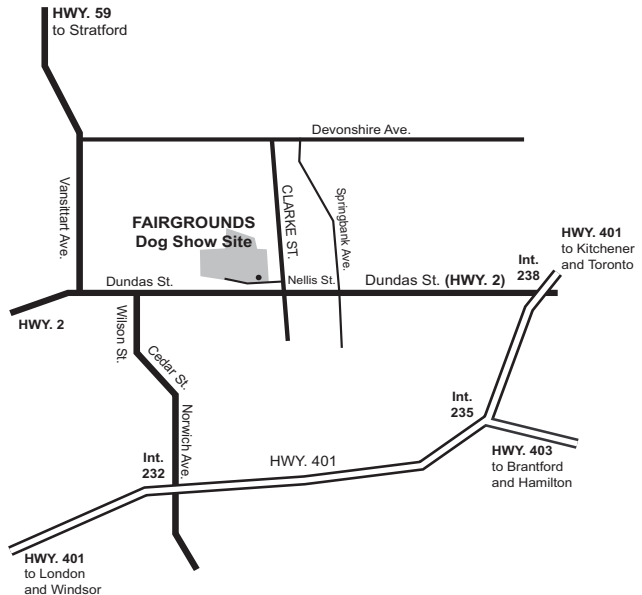 HWY. 59
to Stratford
Devonshire Ave.
Vansittart Ave.
CLARKE ST.
Springbank Ave.
FAIRGROUNDS
Dog Show Site
HWY. 401
to Kitchener
and Toronto
Int.
238
Dundas St.
Nellis St.
Dundas St. (HWY. 2)
HWY. 2
Wilson St.
Cedar St.
Norwich Ave.
Int.
235
Int.
232
HWY. 401
HWY. 403
to Brantford
and Hamilton
HWY. 401
to London
and Windsor